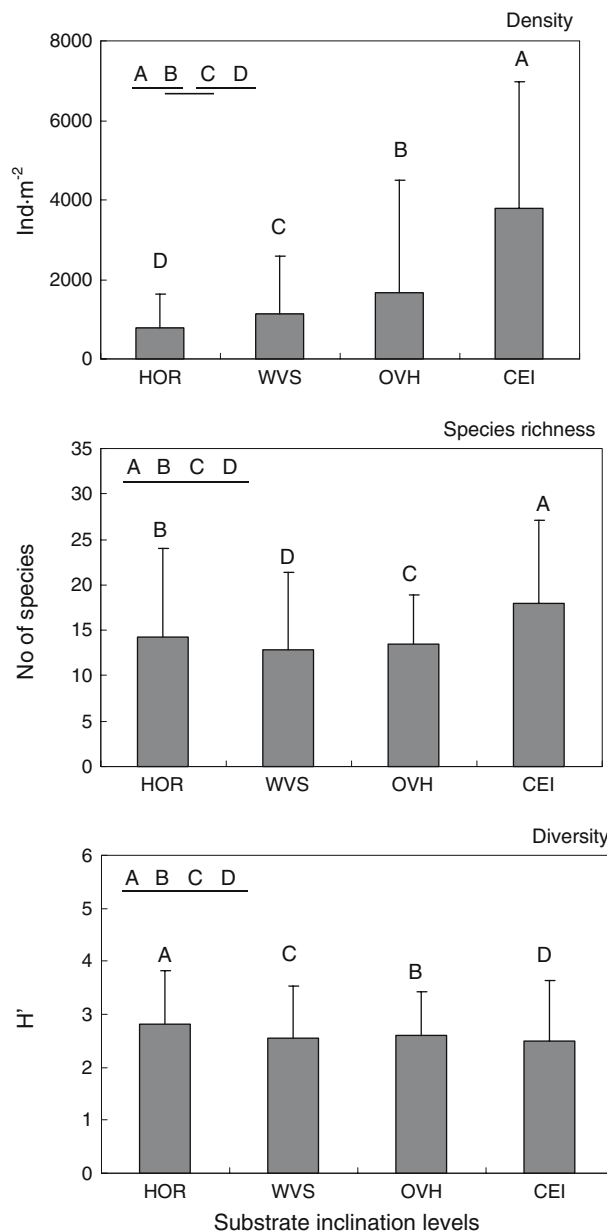 Density
8000
A B C D
A
6000
B
Ind·m⁻²
4000
C
D
2000
0
HOR WVS OVH CEI
Species richness
35
A B C D
30
A
25
B
D
C
No of species
20
15
10
5
0
HOR WVS OVH CEI
Diversity
6
A B C D
5
A C B D
4
H'
3
2
1
0
HOR WVS OVH CEI
Substrate inclination levels